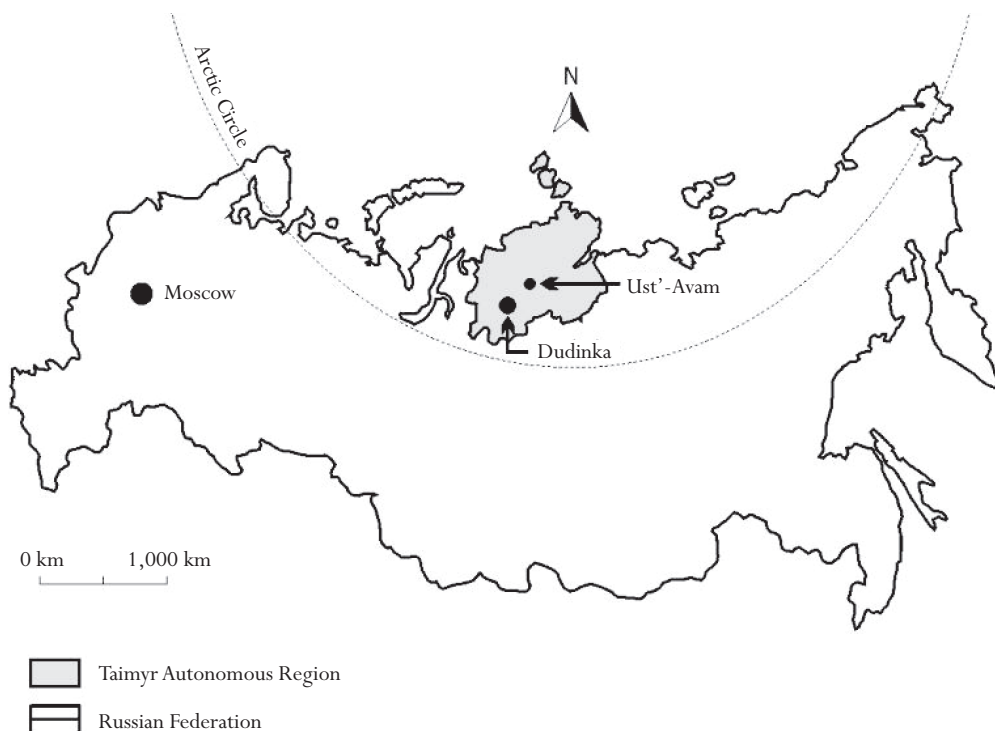 Arctic Circle
N
Moscow
Ust’-Avam
Dudinka
0 km 1,000 km
Taimyr Autonomous Region
Russian Federation